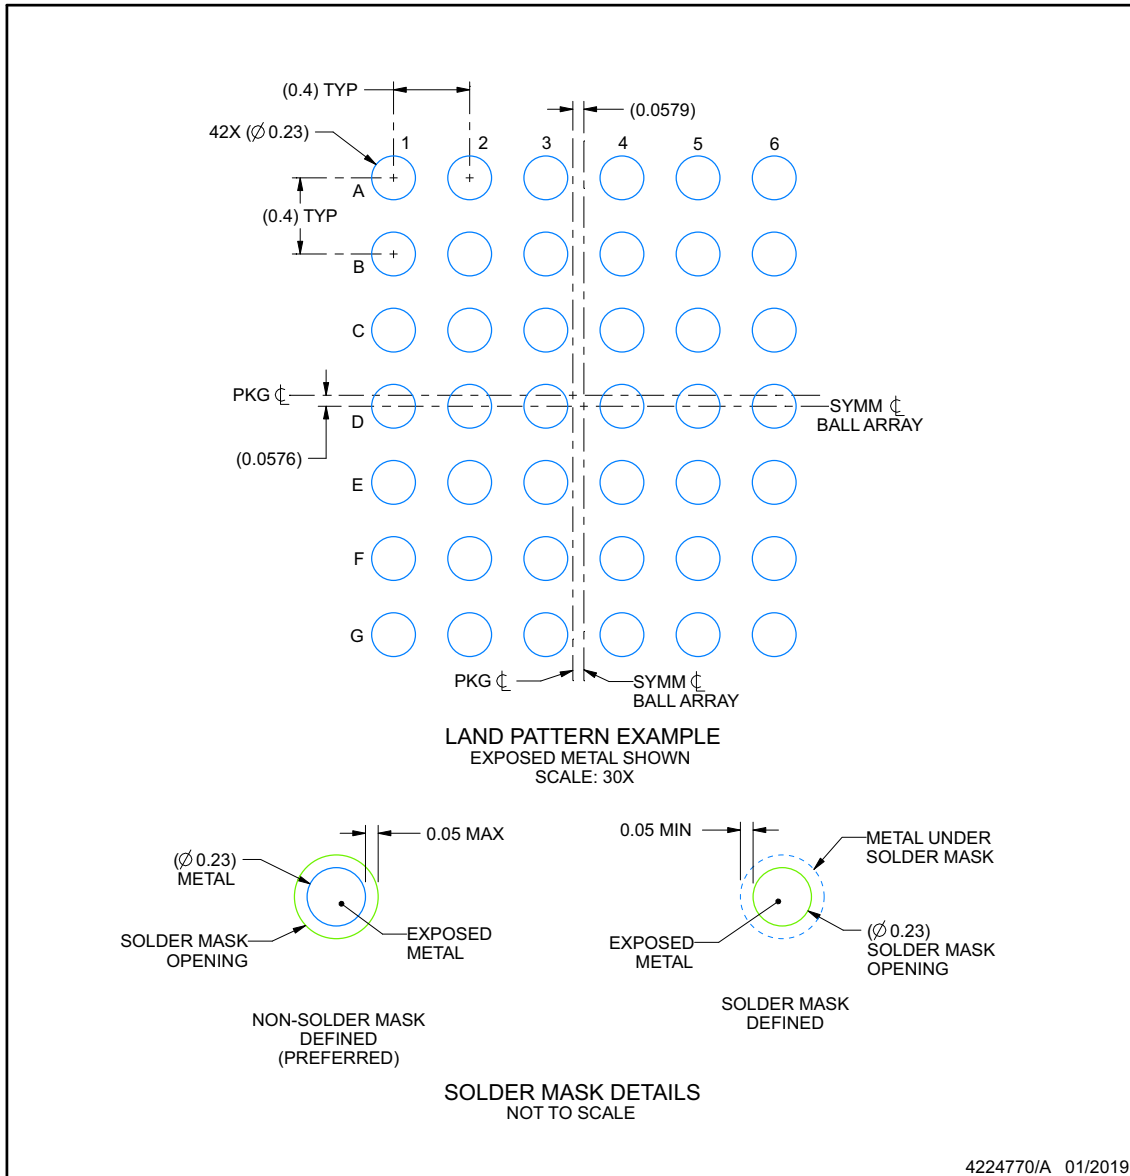 (0.4) TYP
(0.0579)
42X (∅ 0.23)
1 2 3 4 5 6
A
(0.4) TYP
B
C
PKG ℄
D
SYMM ℄
BALL ARRAY
(0.0576)
E
F
G
PKG ℄
SYMM ℄
BALL ARRAY
LAND PATTERN EXAMPLE
EXPOSED METAL SHOWN
SCALE: 30X
0.05 MAX
(∅ 0.23)
METAL
SOLDER MASK
OPENING
EXPOSED
METAL
NON-SOLDER MASK
DEFINED
(PREFERRED)
0.05 MIN
METAL UNDER
SOLDER MASK
EXPOSED
METAL
(∅ 0.23)
SOLDER MASK
OPENING
SOLDER MASK
DEFINED
SOLDER MASK DETAILS
NOT TO SCALE
4224770/A 01/2019